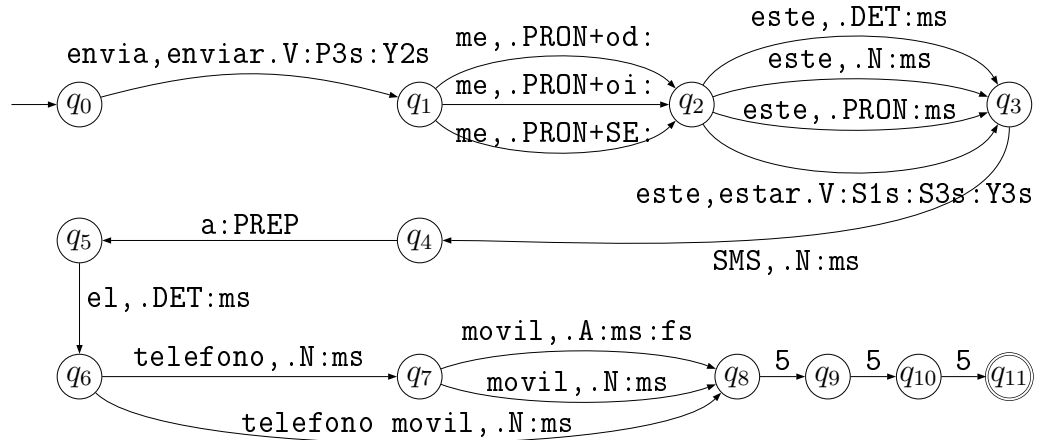 envia,enviar.V:P3s:Y2s
me,.PRON+od:
me,.PRON+oi:
me,.PRON+SE:
este,.DET:ms
este,.N:ms
este,.PRON:ms
este,estar.V:S1s:S3s:Y3s
q0 q1 q2 q3
SMS,.N:ms
a:PREP
q5 q4
el,.DET:ms
telefono,.N:ms
movil,.A:ms:fs
movil,.N:ms
5 5 5
q6 q7 q8 q9 q10 q11
telefono movil,.N:ms